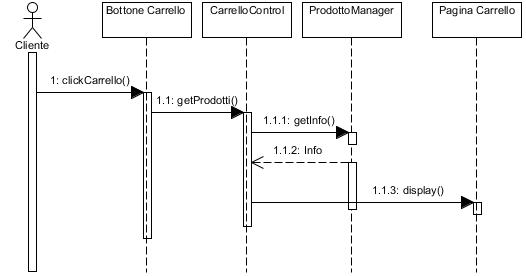 Bottone Carrello
CarrelloControl
ProdottoManager
Pagina Carrello
Cliente
1: clickCarrello()
1.1: getProdotti()
1.1.1: getInfo()
1.1.2: Info
1.1.3: display()